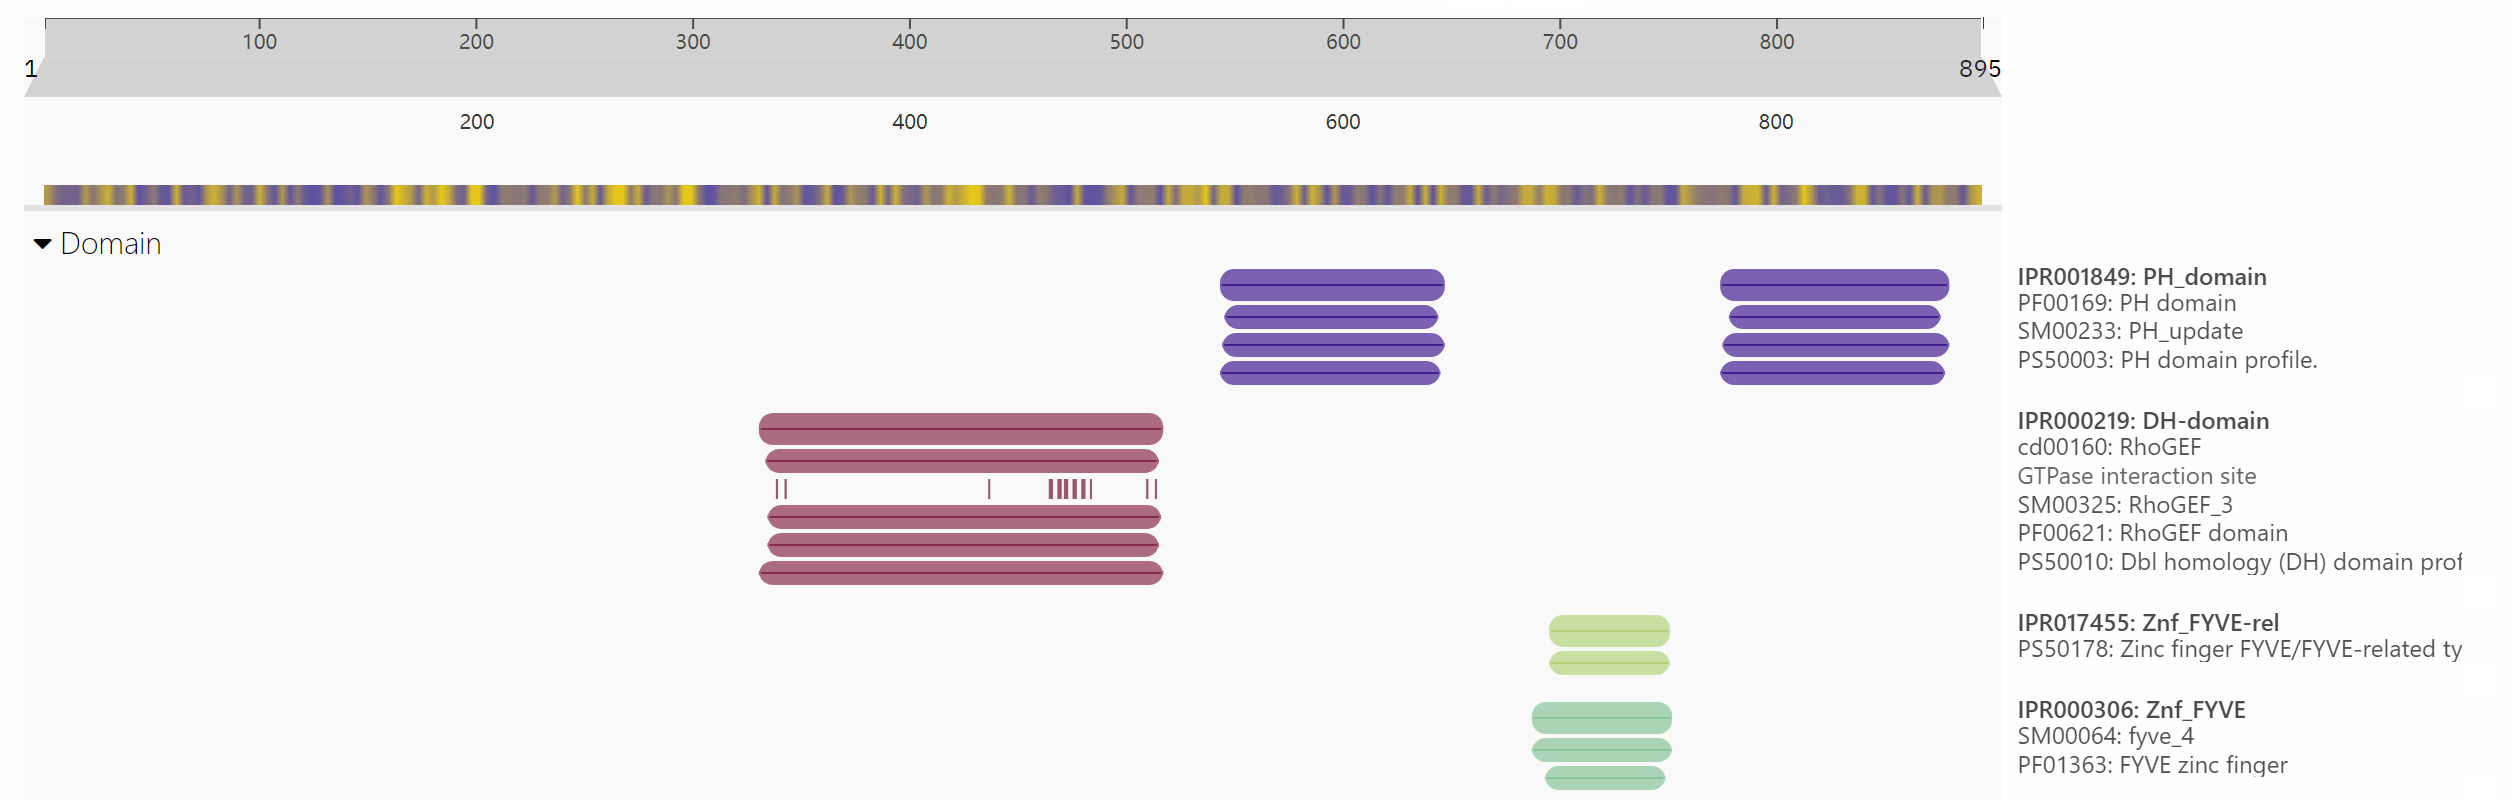 100 200 300 400 500 600 700 800
1 895
200 400 600 800
Domain
IPR001849: PH_domain
PF00169: PH domain
SM00233: PH_update
PS50003: PH domain profile.
IPR000219: DH-domain
cd00160: RhoGEF
GTPase interaction site
SM00325: RhoGEF_3
PF00621: RhoGEF domain
PS50010: Dbl homology (DH) domain prof
IPR017455: Znf_FYVE-rel
PS50178: Zinc finger FYVE/FYVE-related ty
IPR000306: Znf_FYVE
SM00064: fyve_4
PF01363: FYVE zinc finger